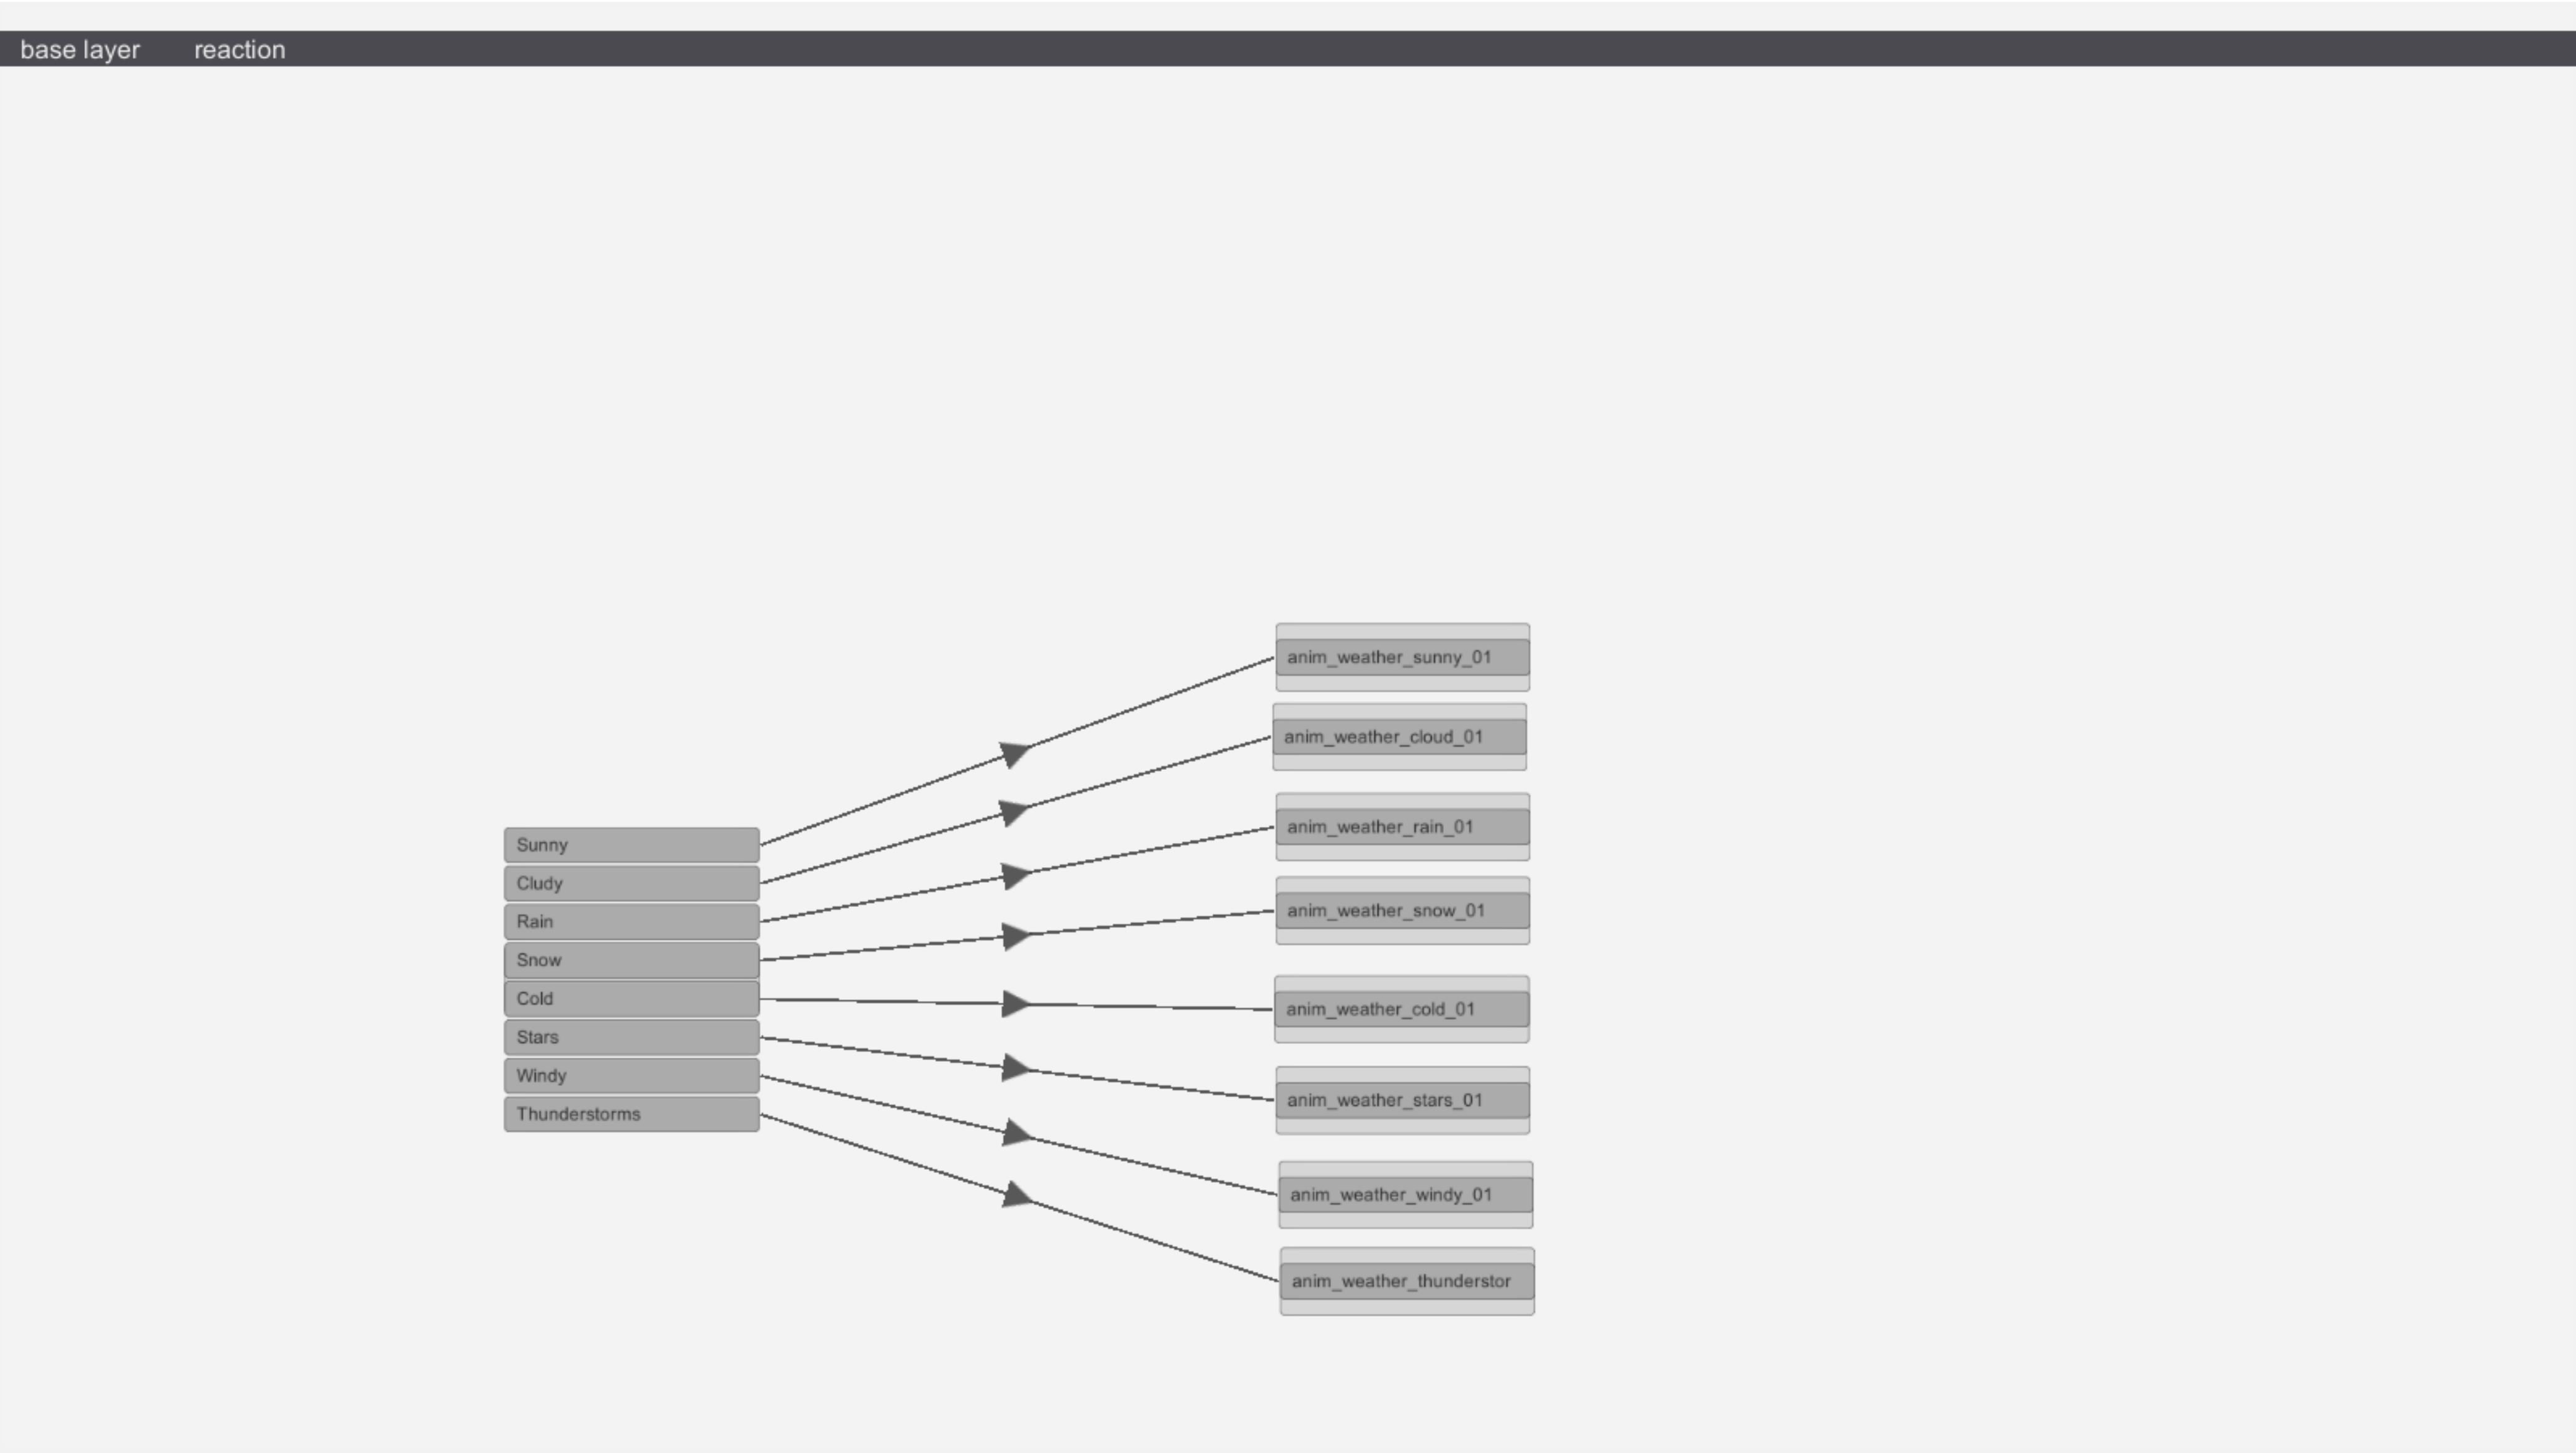 base layer reaction
Sunny
Cludy
Rain
Snow
Cold
Stars
Windy
Thunderstorms
anim_weather_sunny_01
anim_weather_cloud_01
anim_weather_rain_01
anim_weather_snow_01
anim_weather_cold_01
anim_weather_stars_01
anim_weather_windy_01
anim_weather_thunderstor